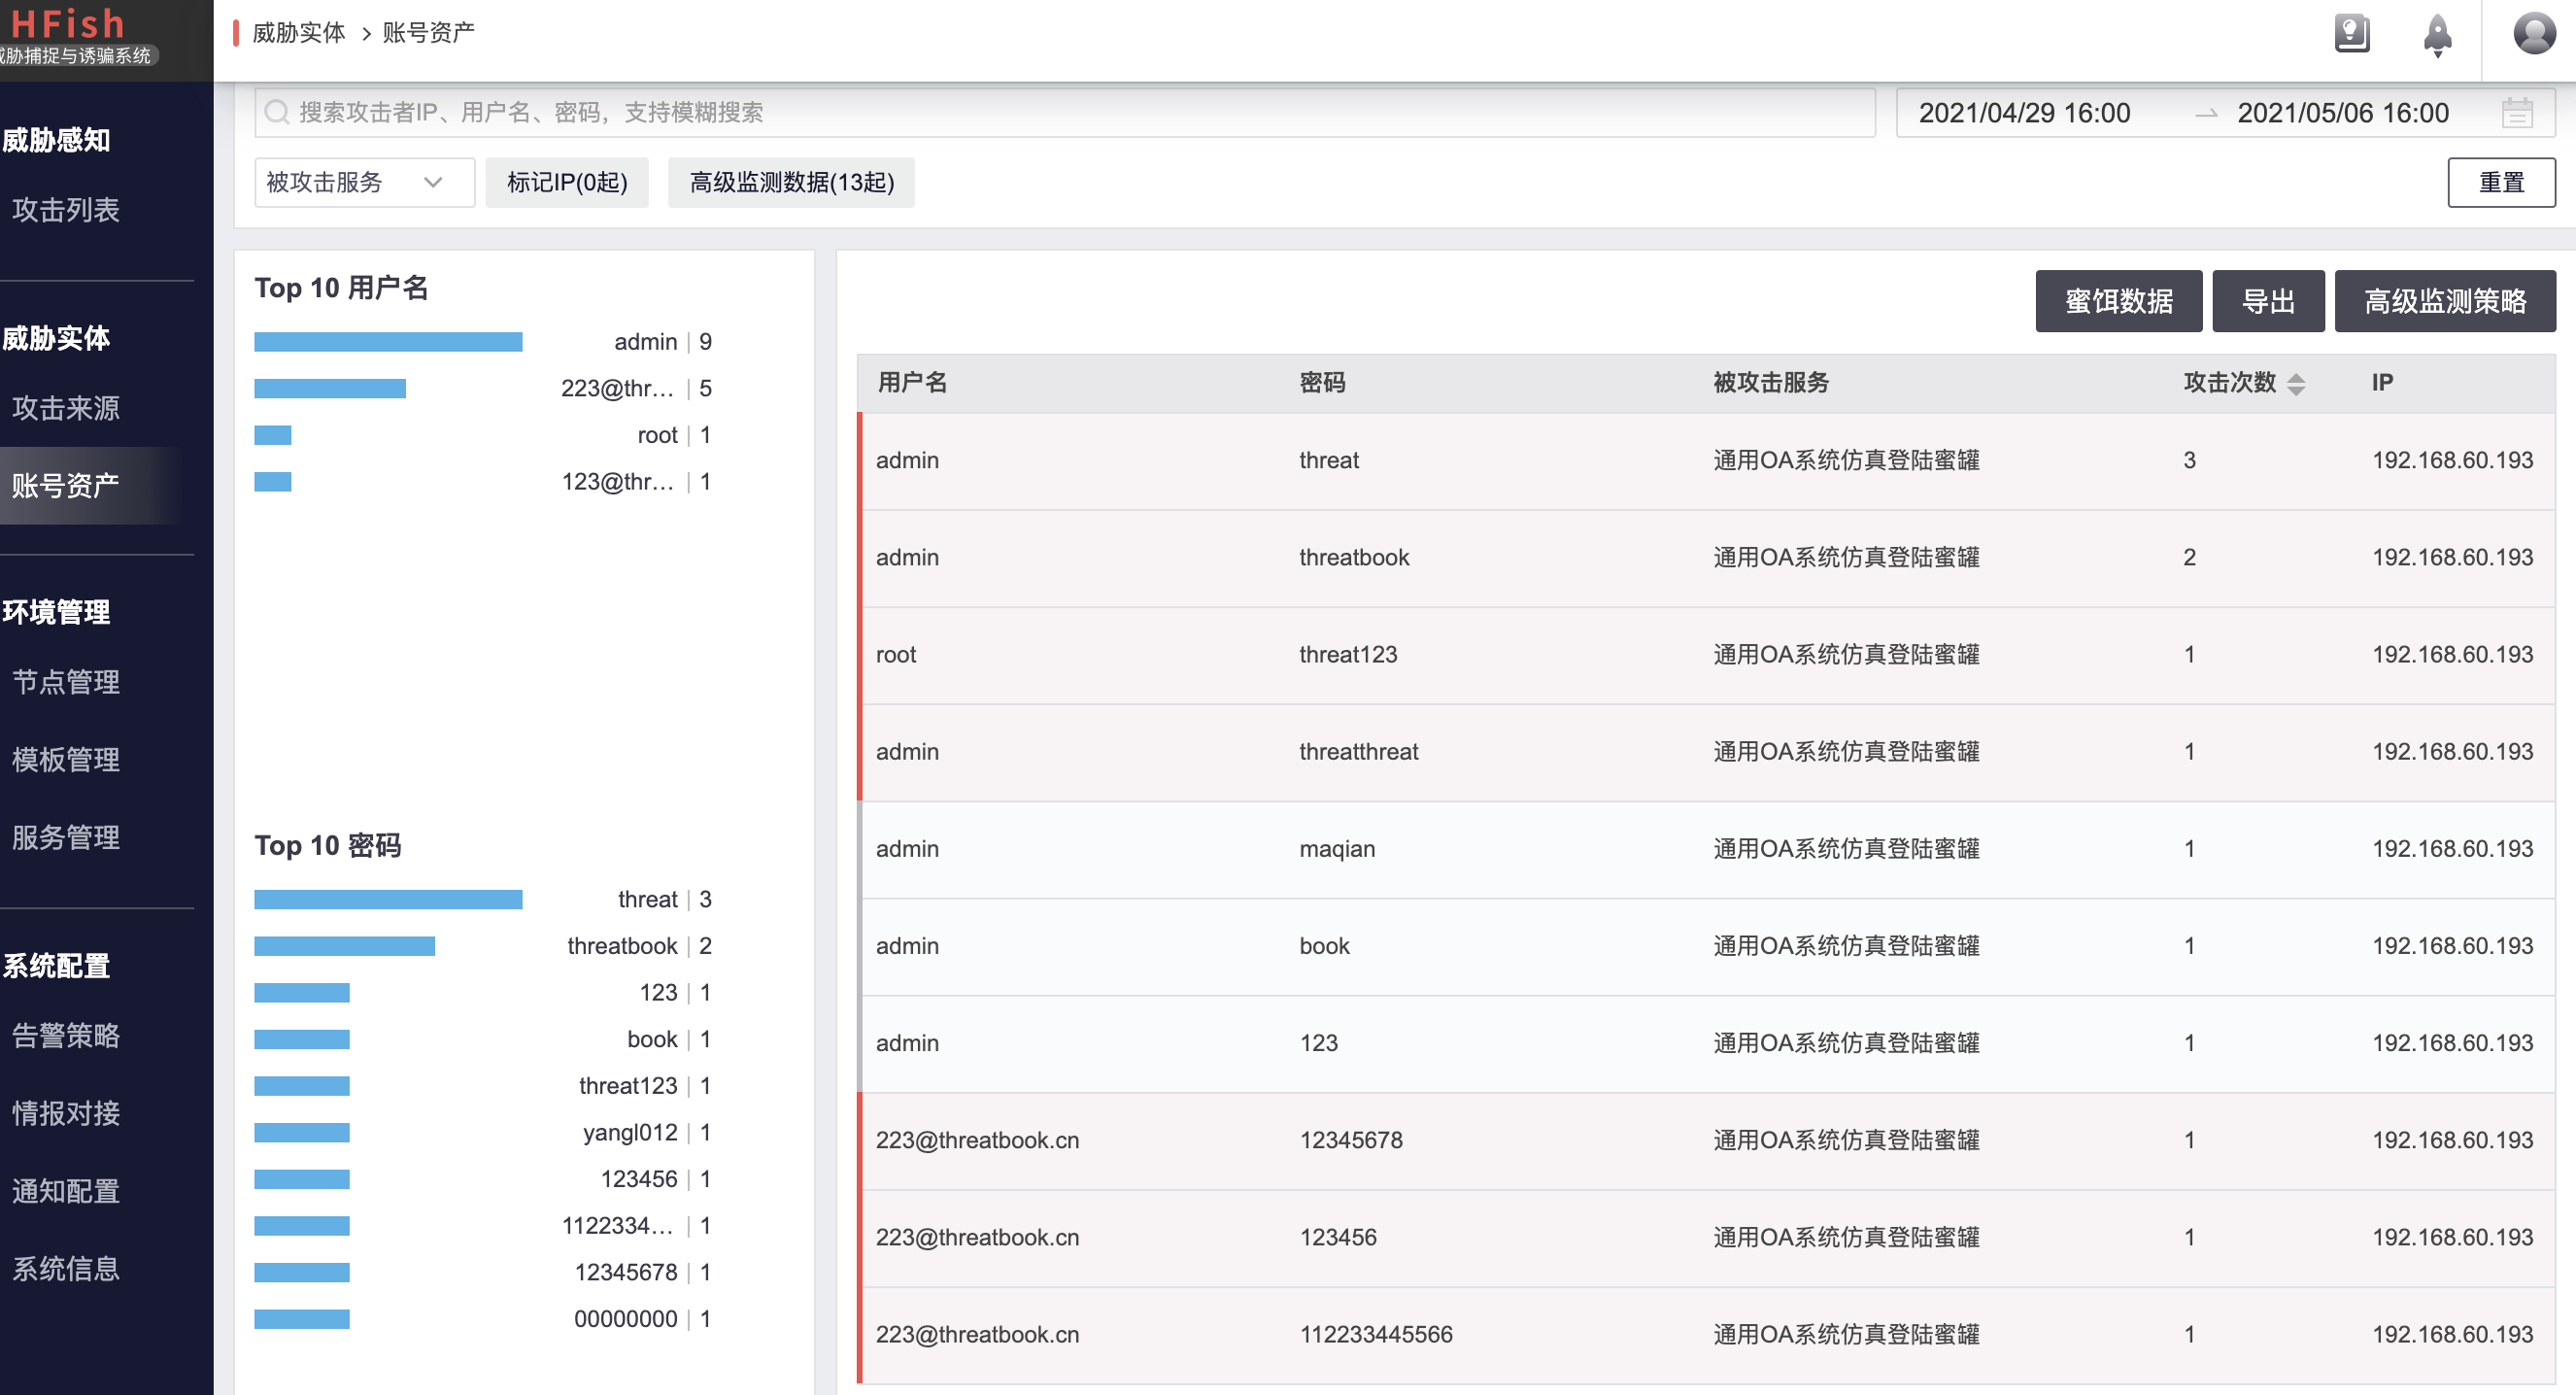 HFish
威胁捕捉与诱骗系统
威胁感知
攻击列表
威胁实体
攻击来源
账号资产
环境管理
节点管理
模板管理
服务管理
系统配置
告警策略
情报对接
通知配置
系统信息
威胁实体 > 账号资产
搜索攻击者IP、用户名、密码，支持模糊搜索
2021/04/29 16:00 → 2021/05/06 16:00
被攻击服务 标记IP(0起) 高级监测数据(13起) 重置
Top 10 用户名
admin | 9
223@thr... | 5
root | 1
123@thr... | 1
Top 10 密码
threat | 3
threatbook | 2
123 | 1
book | 1
threat123 | 1
yangl012 | 1
123456 | 1
1122334... | 1
12345678 | 1
00000000 | 1
蜜饵数据 导出 高级监测策略
用户名 密码 被攻击服务 攻击次数 IP
admin threat 通用OA系统仿真登陆蜜罐 3 192.168.60.193
admin threatbook 通用OA系统仿真登陆蜜罐 2 192.168.60.193
root threat123 通用OA系统仿真登陆蜜罐 1 192.168.60.193
admin threatthreat 通用OA系统仿真登陆蜜罐 1 192.168.60.193
admin maqian 通用OA系统仿真登陆蜜罐 1 192.168.60.193
admin book 通用OA系统仿真登陆蜜罐 1 192.168.60.193
admin 123 通用OA系统仿真登陆蜜罐 1 192.168.60.193
223@threatbook.cn 12345678 通用OA系统仿真登陆蜜罐 1 192.168.60.193
223@threatbook.cn 123456 通用OA系统仿真登陆蜜罐 1 192.168.60.193
223@threatbook.cn 112233445566 通用OA系统仿真登陆蜜罐 1 192.168.60.193